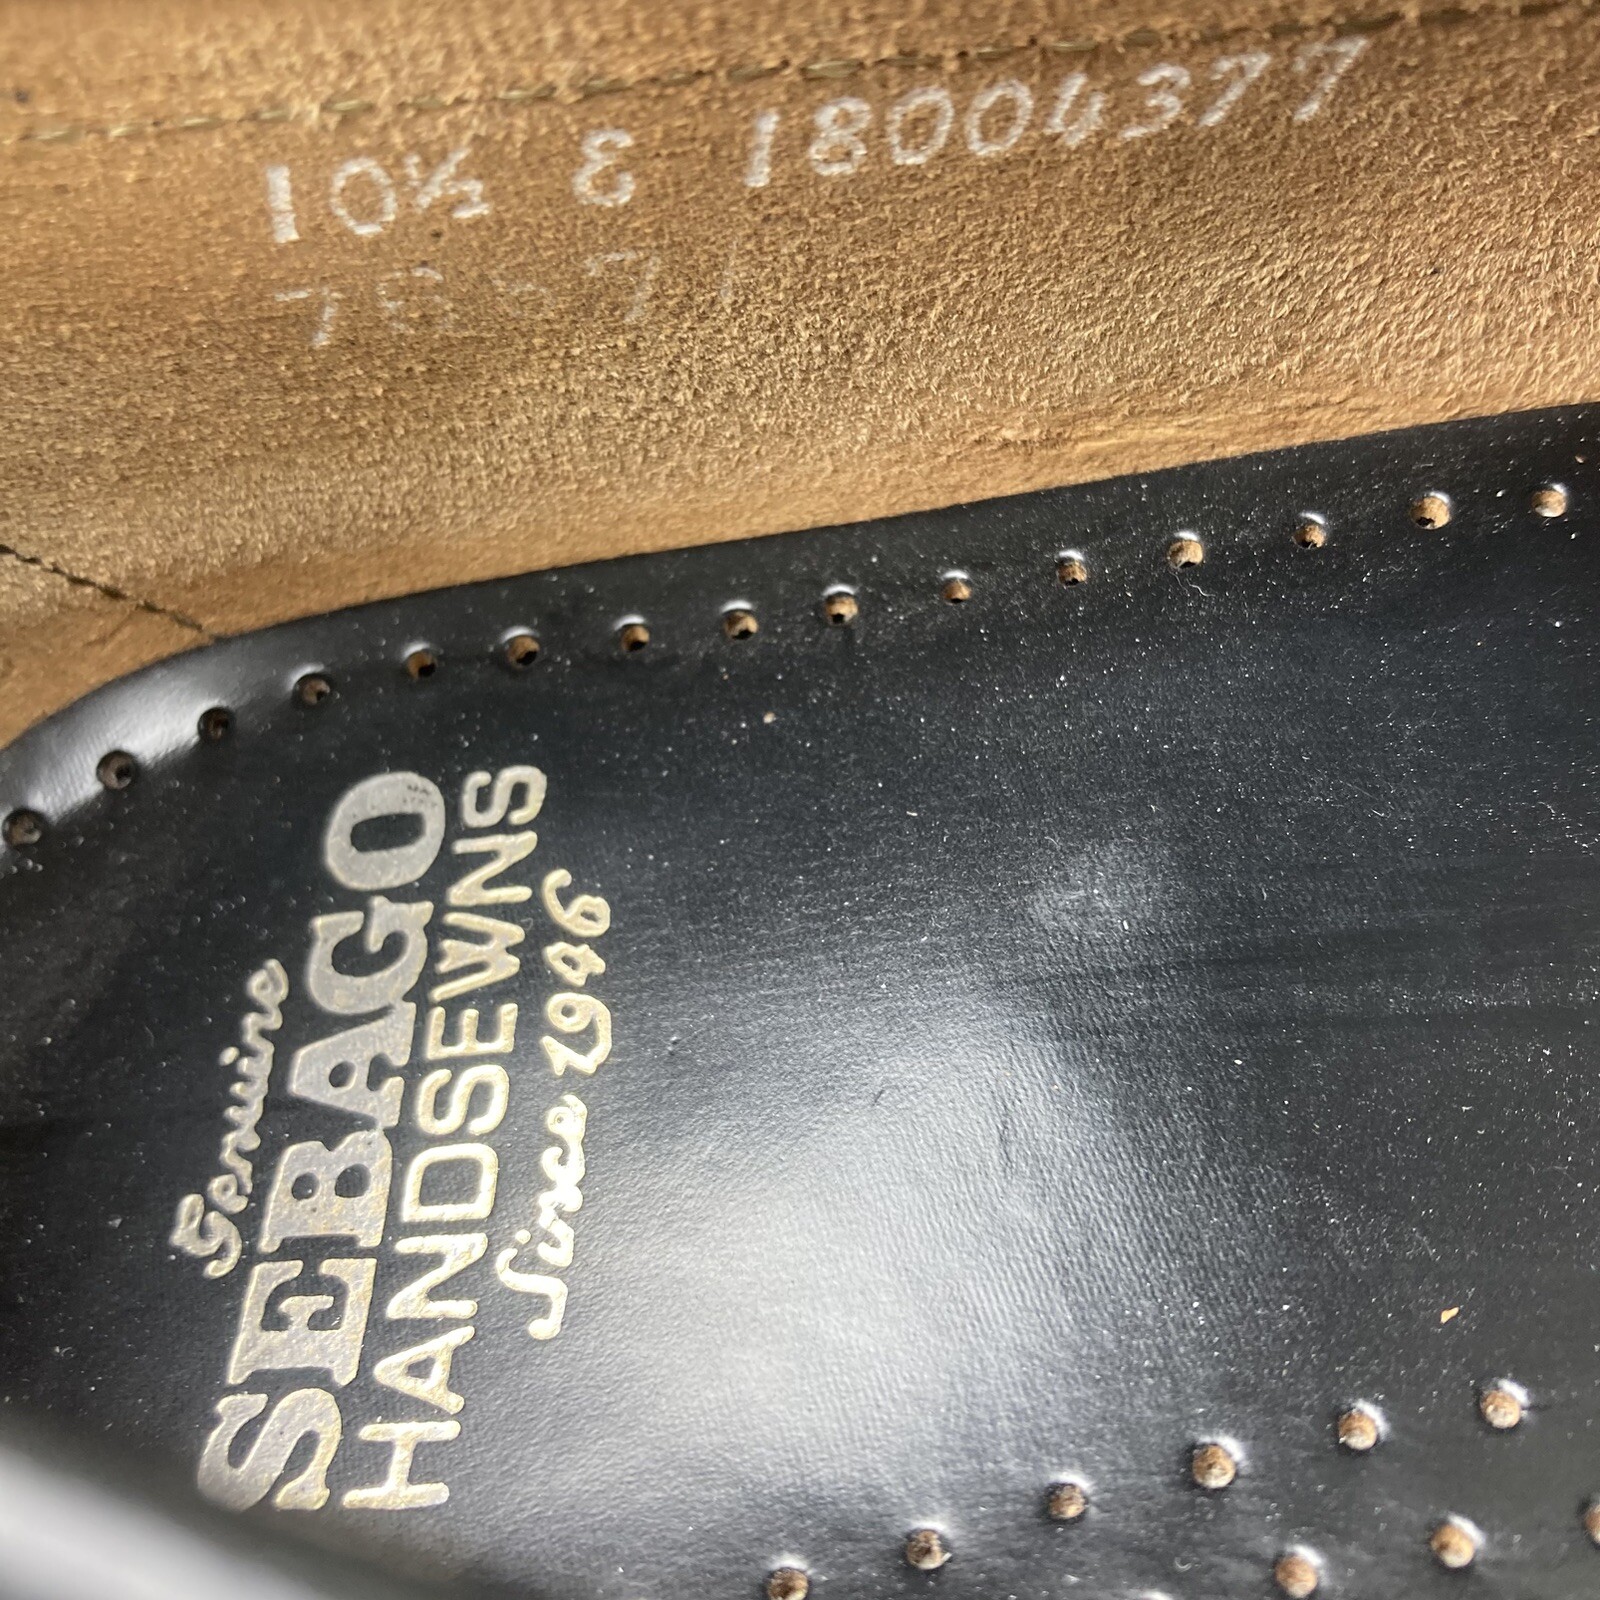 10½ E 18004377
Genuine
SEBAGO
HANDSEWNS
Since 1946